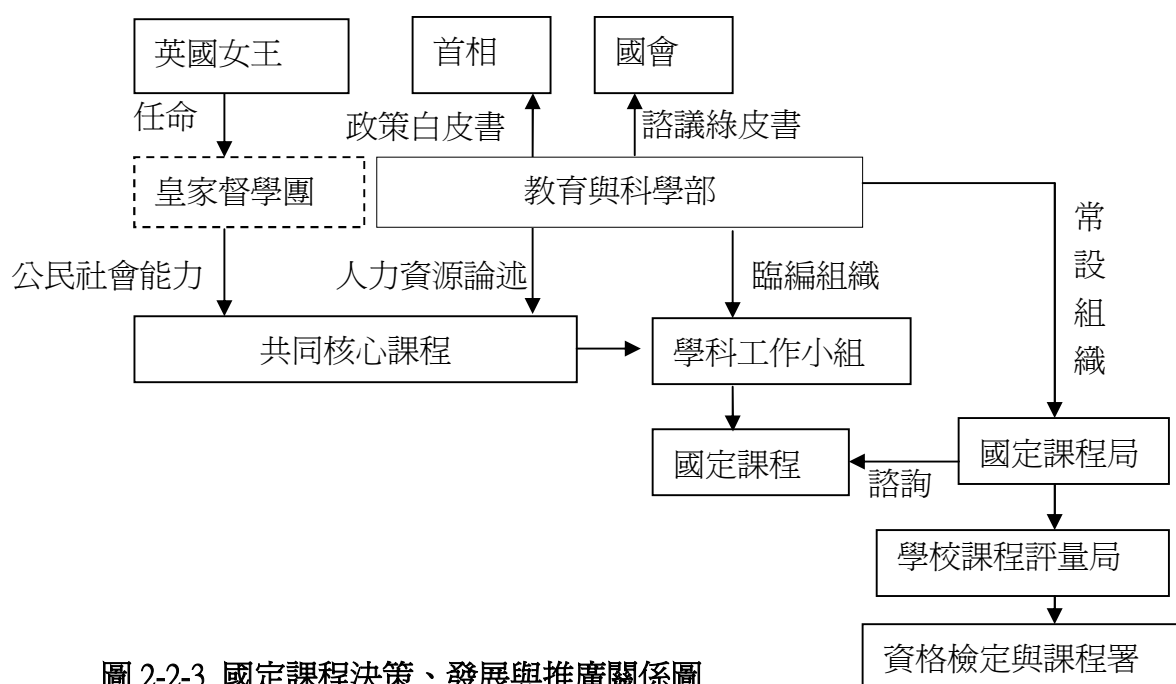 英國女王
首相
國會
任命
政策白皮書
諮議綠皮書
皇家督學團
教育與科學部
常設組織
公民社會能力
人力資源論述
臨編組織
共同核心課程
學科工作小組
國定課程
諮詢
國定課程局
學校課程評量局
資格檢定與課程署
圖 2-2-3 國定課程決策、發展與推廣關係圖